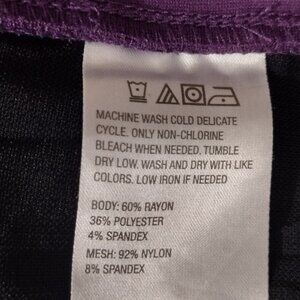 MACHINE WASH COLD DELICATE
CYCLE. ONLY NON-CHLORINE
BLEACH WHEN NEEDED. TUMBLE
DRY LOW. WASH AND DRY WITH LIKE
COLORS. LOW IRON IF NEEDED
BODY: 60% RAYON
36% POLYESTER
4% SPANDEX
MESH: 92% NYLON
8% SPANDEX